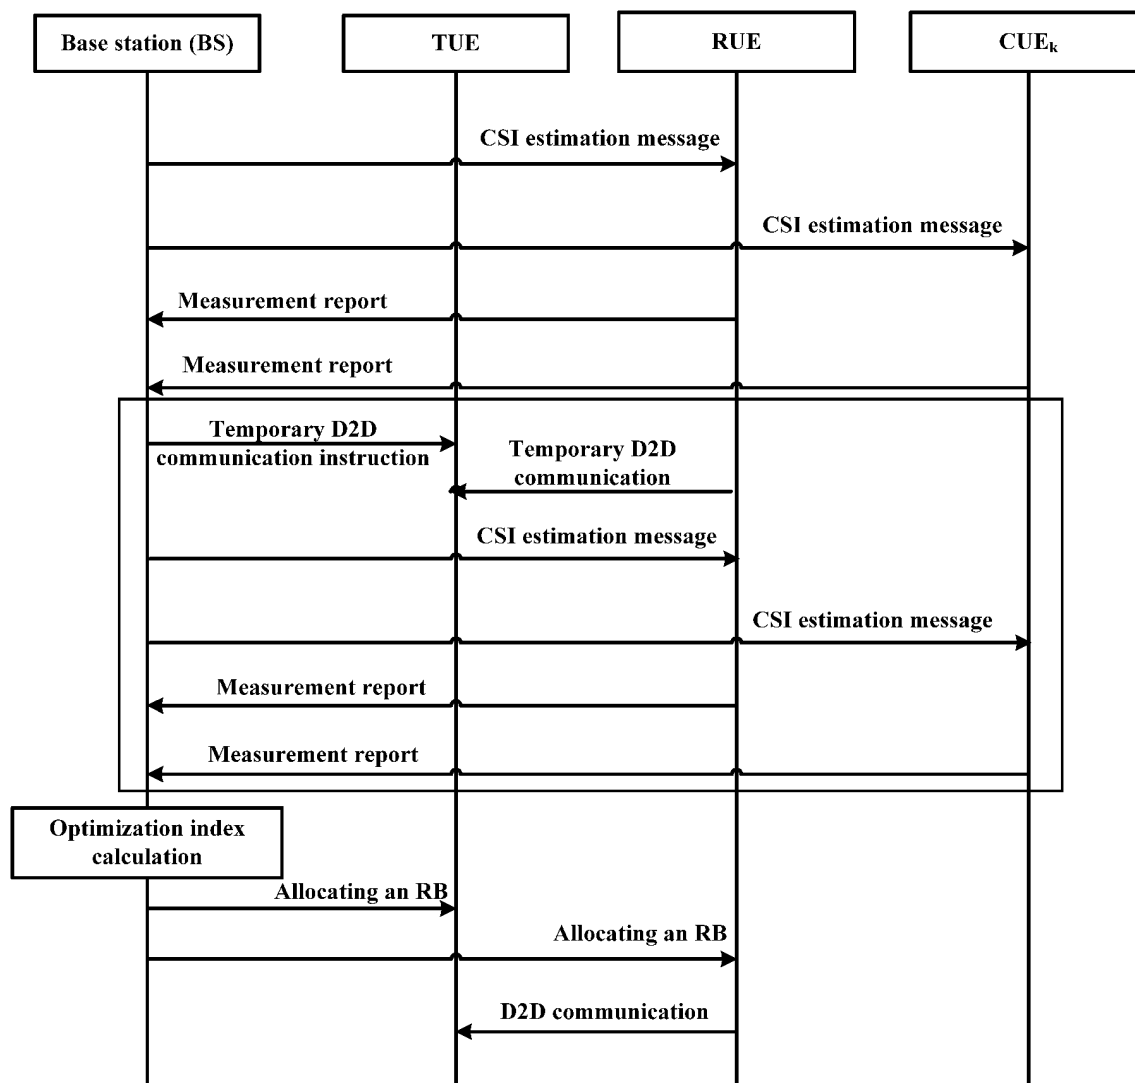 Base station (BS)
TUE
RUE
CUEₖ
CSI estimation message
CSI estimation message
Measurement report
Measurement report
Temporary D2D
communication instruction
Temporary D2D
communication
CSI estimation message
CSI estimation message
Measurement report
Measurement report
Optimization index
calculation
Allocating an RB
Allocating an RB
D2D communication